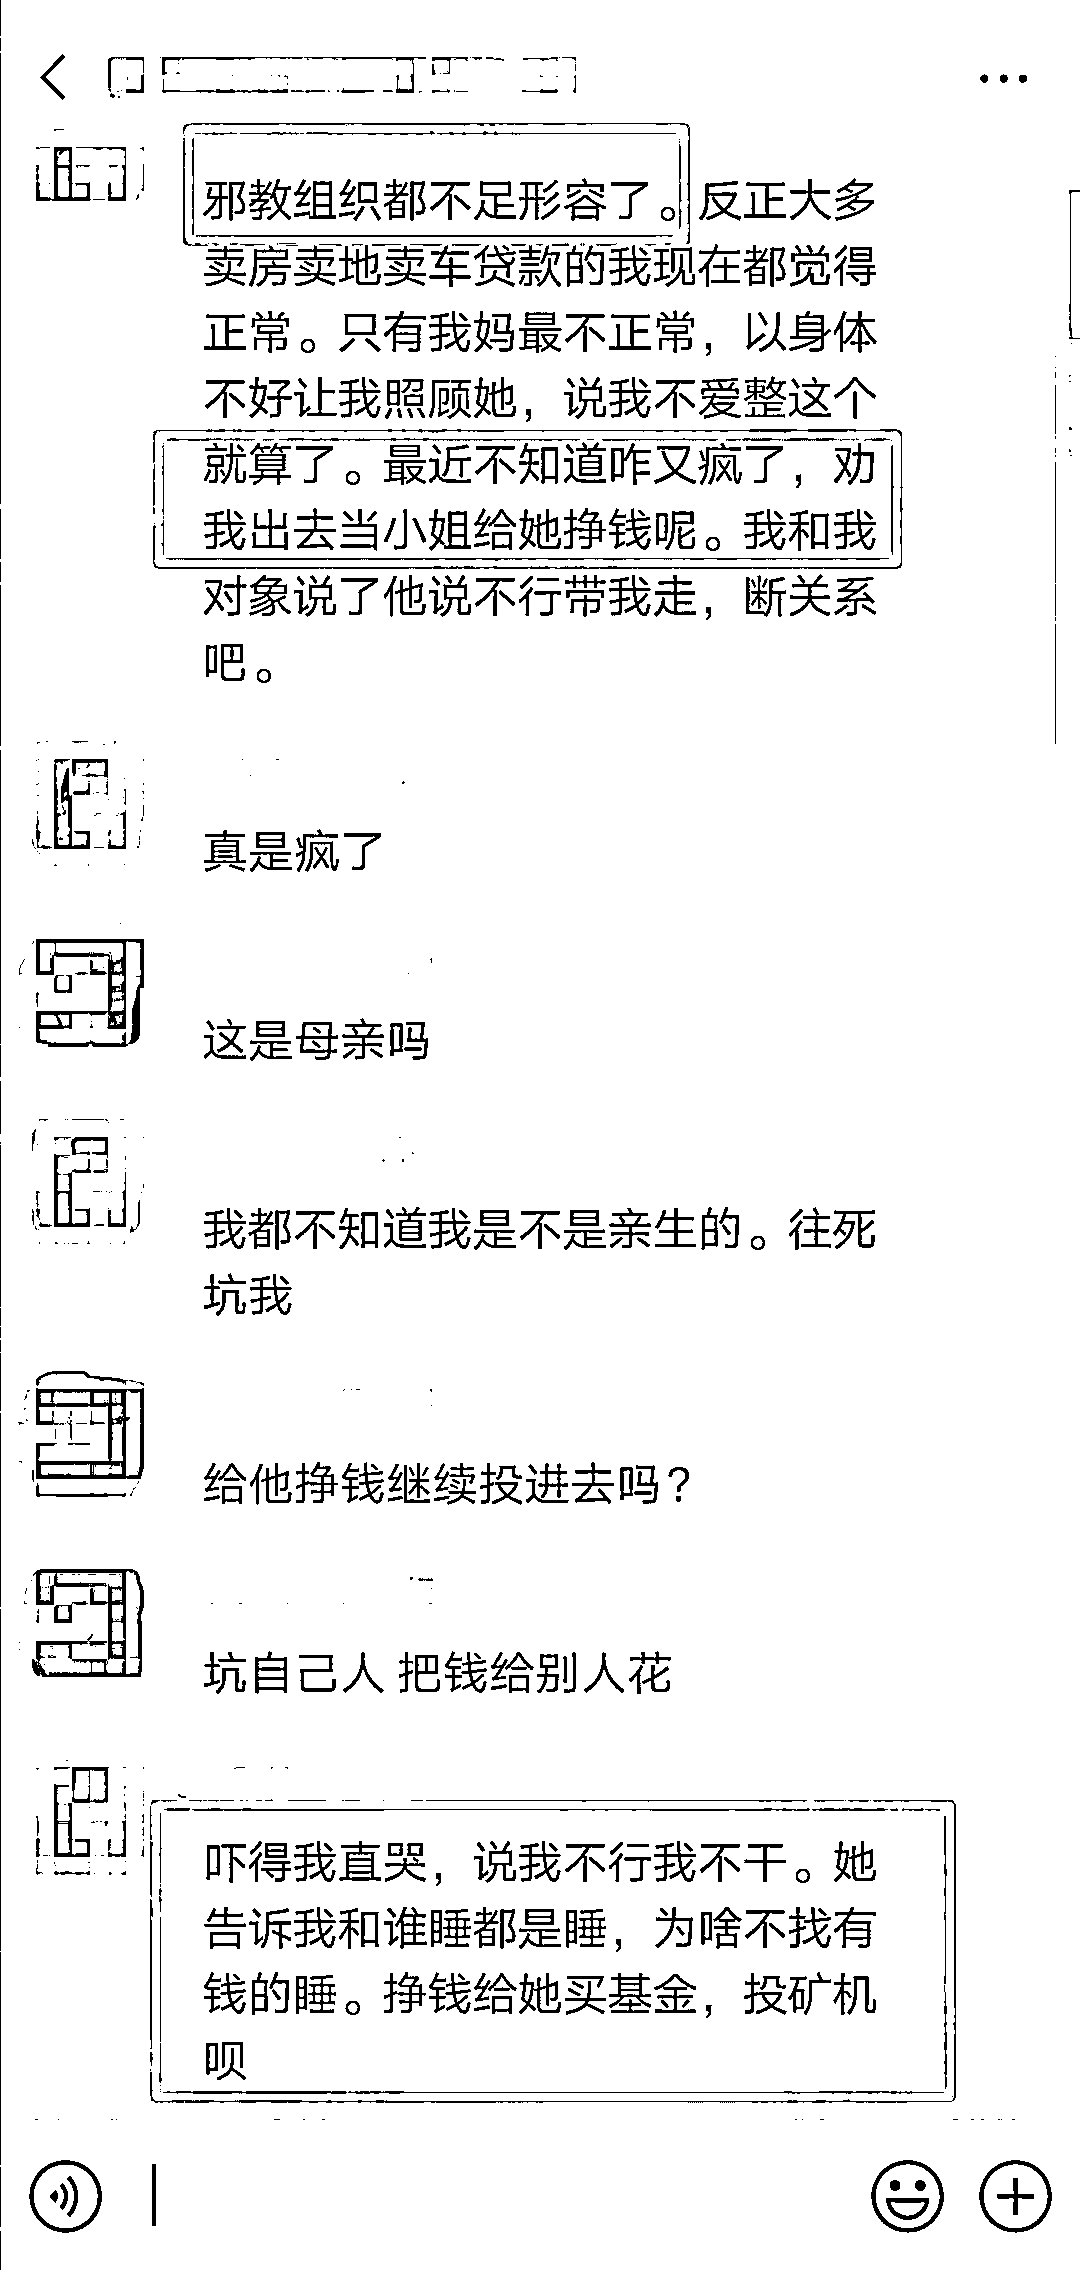 邪教组织都不足形容了。反正大多
卖房卖地卖车贷款的我现在都觉得
正常。只有我妈最不正常，以身体
不好让我照顾她，说我不爱整这个
就算了。最近不知道咋又疯了，劝
我出去当小姐给她挣钱呢。我和我
对象说了他说不行带我走，断关系
吧。
真是疯了
这是母亲吗
我都不知道我是不是亲生的。往死
坑我
给他挣钱继续投进去吗？
坑自己人 把钱给别人花
吓得我直哭，说我不行我不干。她
告诉我和谁睡都是睡，为啥不找有
钱的睡。挣钱给她买基金，投矿机
呗